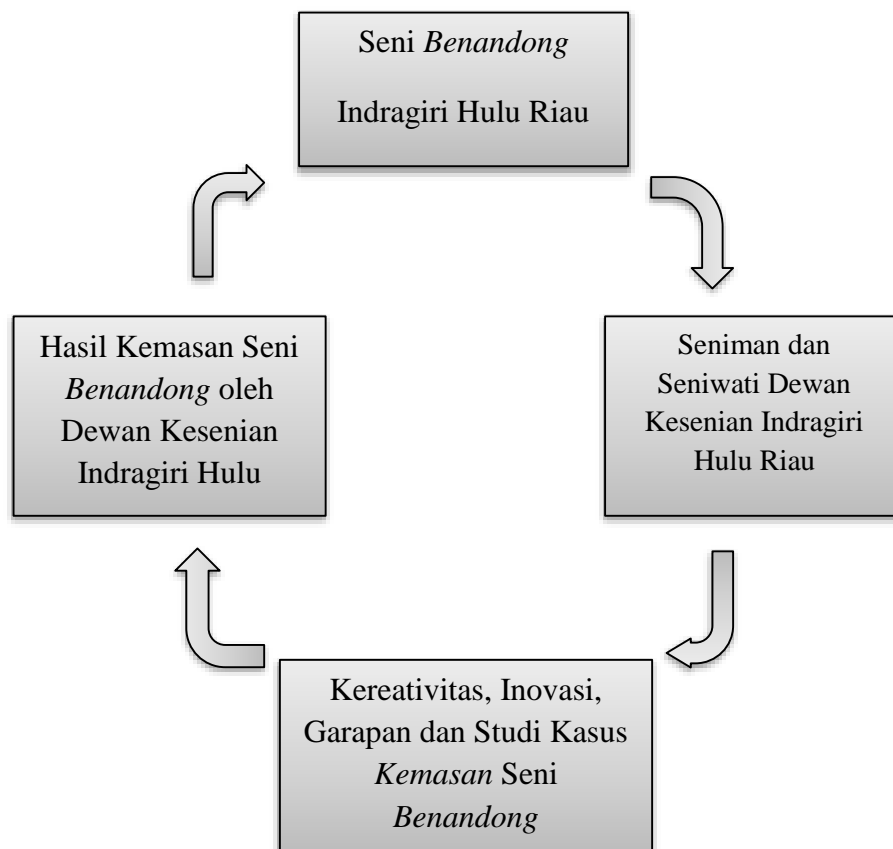 Seni Benandong
Indragiri Hulu Riau
Seniman dan
Seniwati Dewan
Kesenian Indragiri
Hulu Riau
Kereativitas, Inovasi,
Garapan dan Studi Kasus
Kemasan Seni
Benandong
Hasil Kemasan Seni
Benandong oleh
Dewan Kesenian
Indragiri Hulu